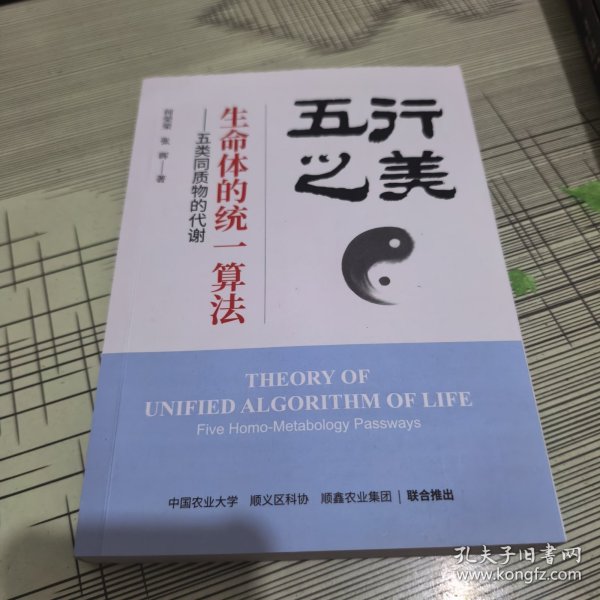 五行
之美
生命体的统一算法
——五类同质物的代谢
张 辉——著
THEORY OF
UNIFIED ALGORITHM OF LIFE
Five Homo-Metabology Passways
中国农业大学 顺义区科协 顺鑫农业集团 | 联合推出
孔夫子旧书网
www.kongfz.com